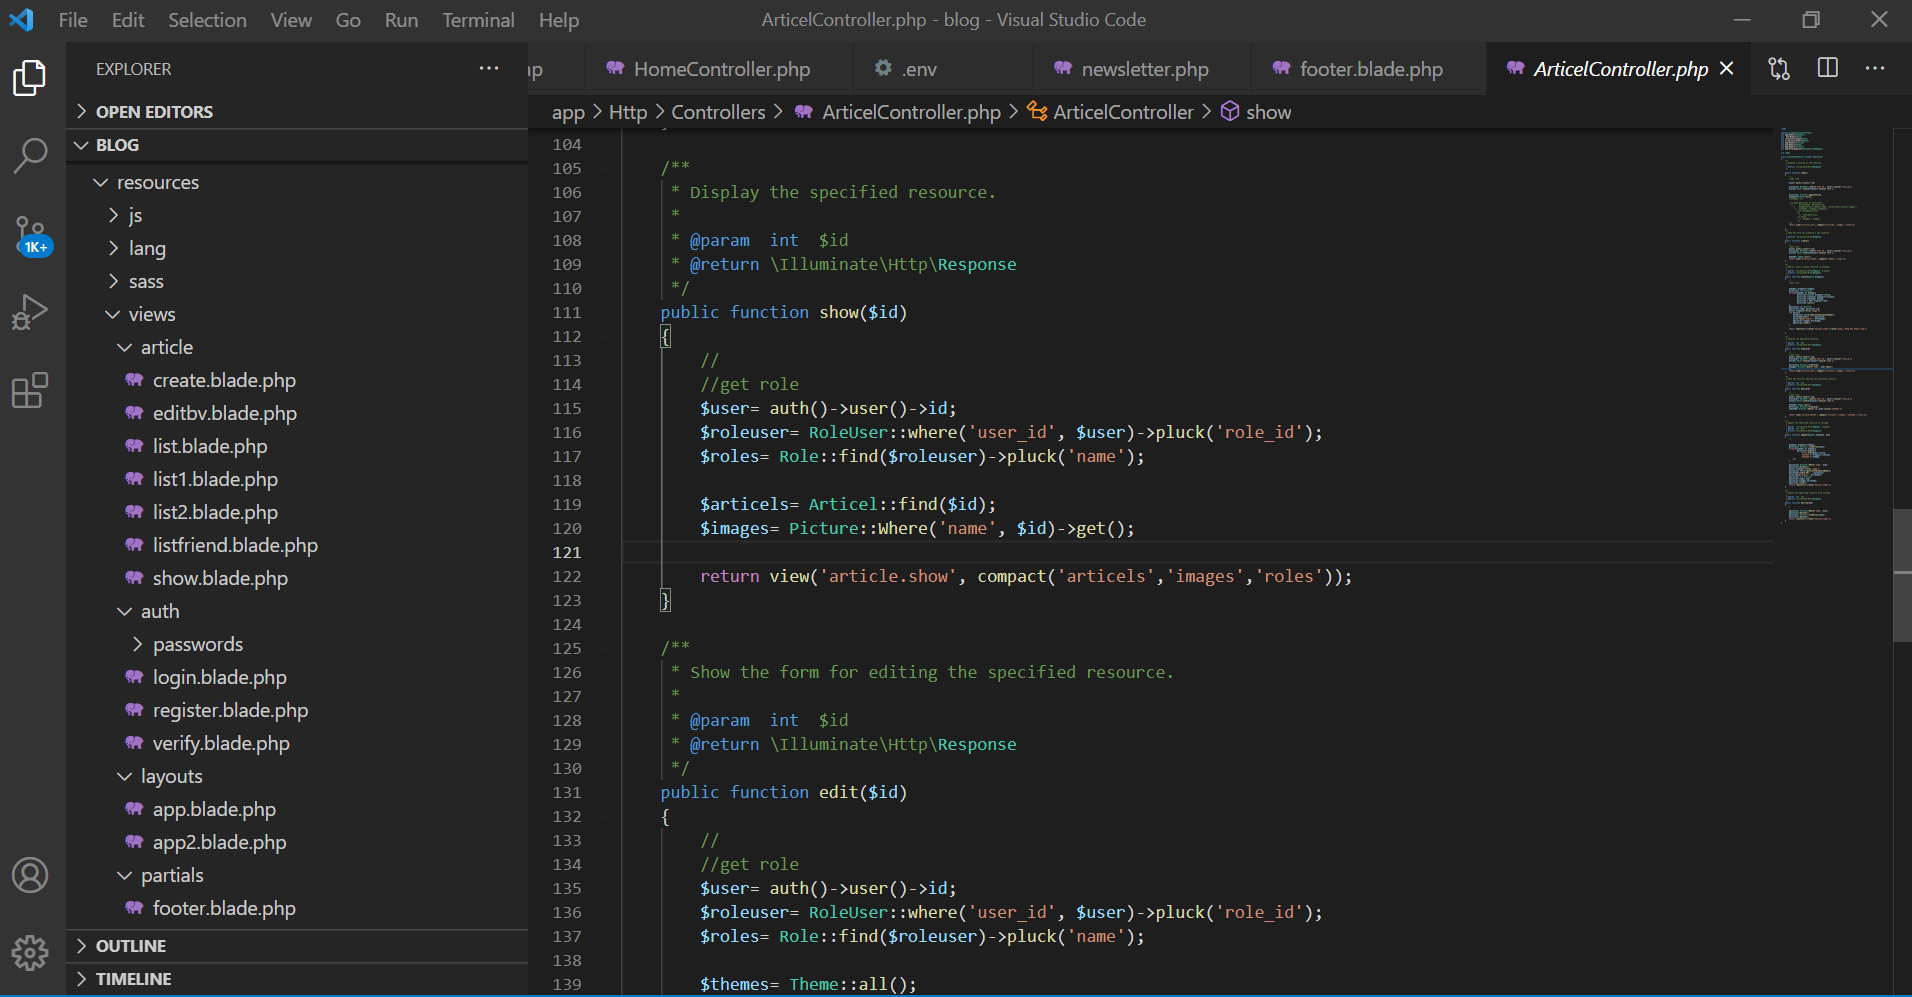 File Edit Selection View Go Run Terminal Help
ArticelController.php - blog - Visual Studio Code
EXPLORER
HomeController.php
.env
newsletter.php
footer.blade.php
ArticelController.php
OPEN EDITORS
app > Http > Controllers > ArticelController.php > ArticelController > show
BLOG
resources
js
lang
1K+
sass
views
article
create.blade.php
editbv.blade.php
list.blade.php
list1.blade.php
list2.blade.php
listfriend.blade.php
show.blade.php
auth
passwords
login.blade.php
register.blade.php
verify.blade.php
layouts
app.blade.php
app2.blade.php
partials
footer.blade.php
OUTLINE
TIMELINE
104
105 /**
106 * Display the specified resource.
107 *
108 * @param  int  $id
109 * @return \Illuminate\Http\Response
110 */
111 public function show($id)
112 {
113 //
114 //get role
115 $user= auth()->user()->id;
116 $roleuser= RoleUser::where('user_id', $user)->pluck('role_id');
117 $roles= Role::find($roleuser)->pluck('name');
118
119 $articels= Articel::find($id);
120 $images= Picture::Where('name', $id)->get();
121
122 return view('article.show', compact('articels','images','roles'));
123 }
124
125 /**
126 * Show the form for editing the specified resource.
127 *
128 * @param  int  $id
129 * @return \Illuminate\Http\Response
130 */
131 public function edit($id)
132 {
133 //
134 //get role
135 $user= auth()->user()->id;
136 $roleuser= RoleUser::where('user_id', $user)->pluck('role_id');
137 $roles= Role::find($roleuser)->pluck('name');
138
139 $themes= Theme::all();